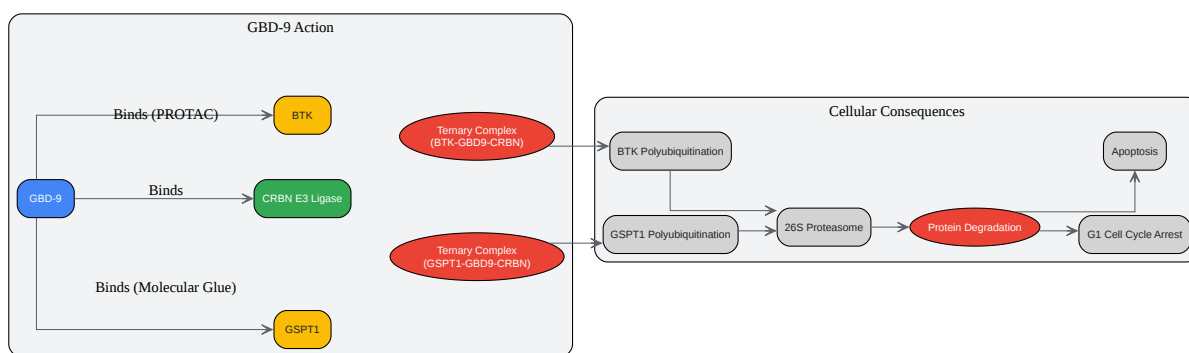 GBD-9 Action
Binds (PROTAC)
BTK
GBD-9
Binds
CRBN E3 Ligase
Binds (Molecular Glue)
GSPT1
Ternary Complex
(BTK-GBD9-CRBN)
Ternary Complex
(GSPT1-GBD9-CRBN)
Cellular Consequences
BTK Polyubiquitination
GSPT1 Polyubiquitination
26S Proteasome
Protein Degradation
Apoptosis
G1 Cell Cycle Arrest